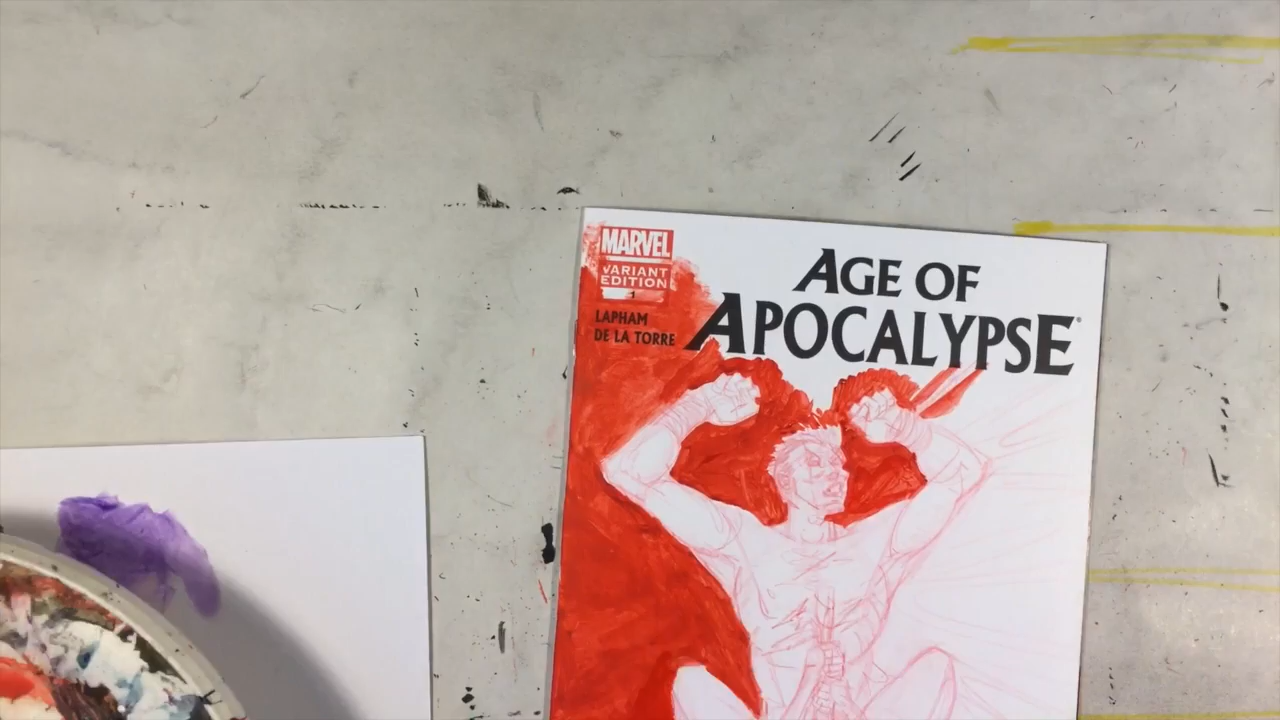 MARVEL
VARIANT
EDITION
1
LAPHAM
DE LA TORRE
AGE OF
APOCALYPSE®